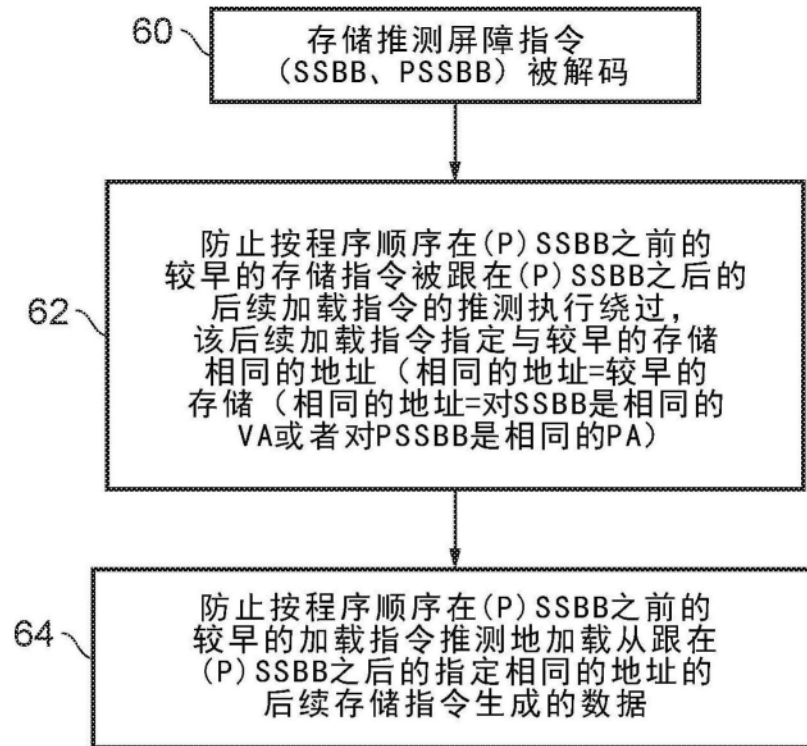 60
存储推测屏障指令
(SSBB、PSSBB) 被解码
62
防止按程序顺序在(P)SSBB之前的
较早的存储指令被跟在(P)SSBB之后的
后续加载指令的推测执行绕过，
该后续加载指令指定与较早的存储
相同的地址（相同的地址=较早的
存储（相同的地址=对SSBB是相同的
VA或者对PSSBB是相同的PA）
64
防止按程序顺序在(P)SSBB之前的
较早的加载指令推测地加载从跟在
(P)SSBB之后的指定相同的地址的
后续存储指令生成的数据